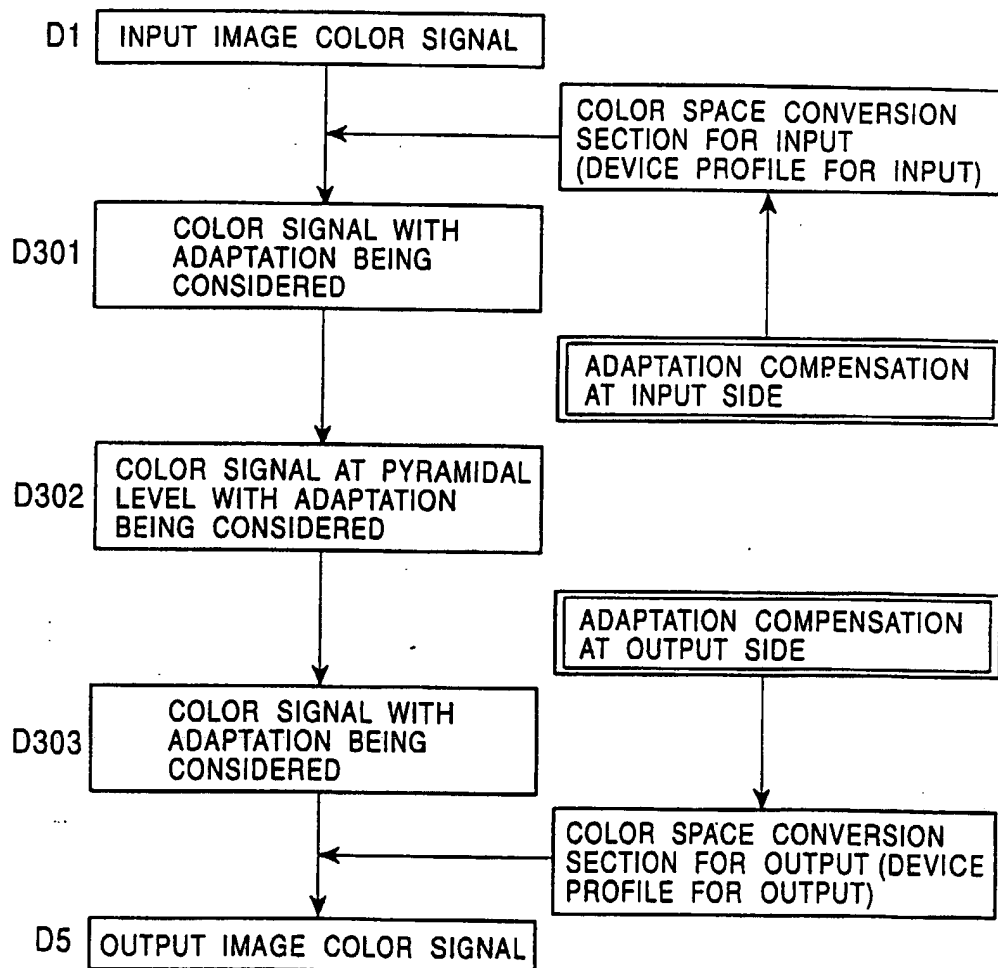 D1
INPUT IMAGE COLOR SIGNAL
COLOR SPACE CONVERSION
SECTION FOR INPUT
(DEVICE PROFILE FOR INPUT)
D301
COLOR SIGNAL WITH
ADAPTATION BEING
CONSIDERED
ADAPTATION COMPENSATION
AT INPUT SIDE
D302
COLOR SIGNAL AT PYRAMIDAL
LEVEL WITH ADAPTATION
BEING CONSIDERED
ADAPTATION COMPENSATION
AT OUTPUT SIDE
D303
COLOR SIGNAL WITH
ADAPTATION BEING
CONSIDERED
COLOR SPACE CONVERSION
SECTION FOR OUTPUT (DEVICE
PROFILE FOR OUTPUT)
D5
OUTPUT IMAGE COLOR SIGNAL